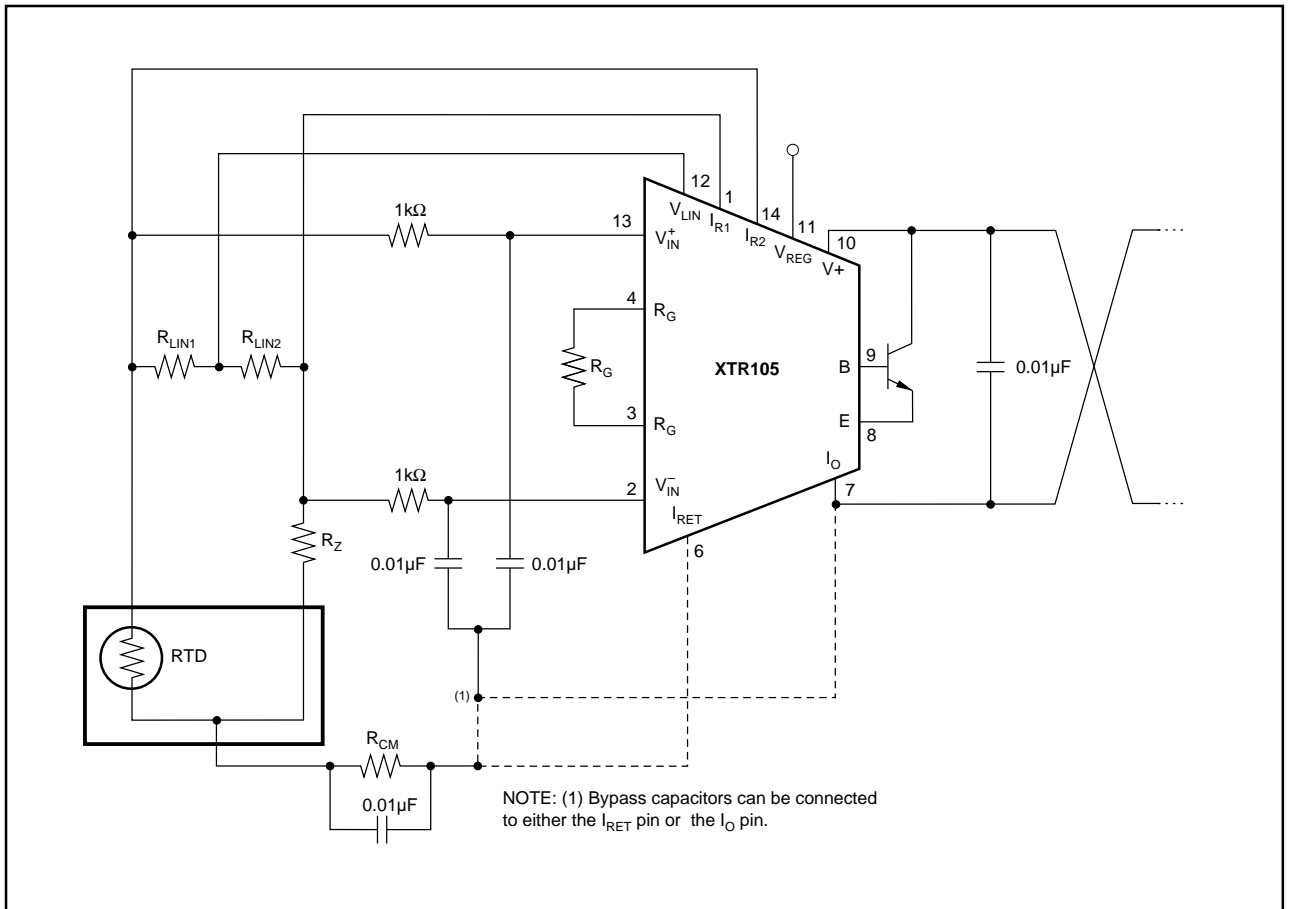 12
1
14
11
10
1kΩ
13
V_LIN
I_R1
I_R2
V_REG
V+
V_IN^+
4
R_G
R_LIN1
R_LIN2
R_G
XTR105
B
9
0.01µF
3
R_G
E
8
1kΩ
I_O
2
V_IN^−
7
I_RET
R_Z
0.01µF
0.01µF
6
RTD
(1)
R_CM
0.01µF
NOTE: (1) Bypass capacitors can be connected
to either the I_RET pin or the I_O pin.